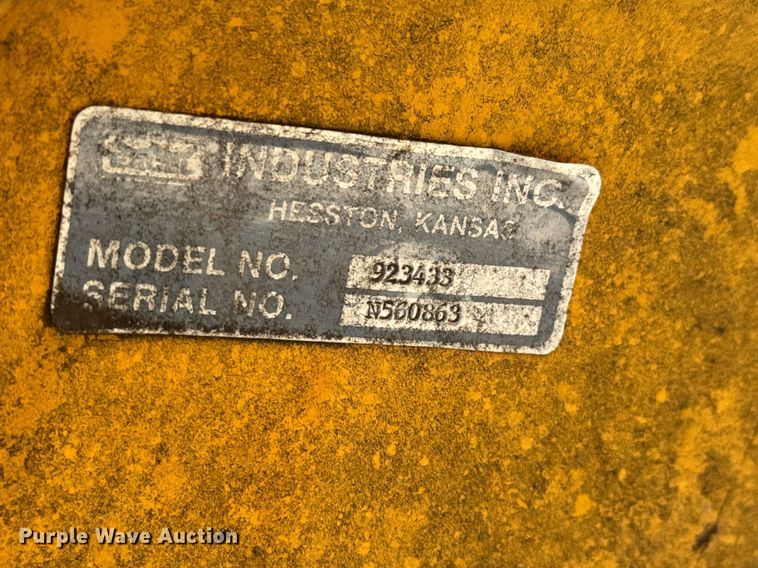 INDUSTRIES INC.
HESSTON, KANSAS
MODEL NO. 923433
SERIAL NO. N560863
Purple Wave Auction